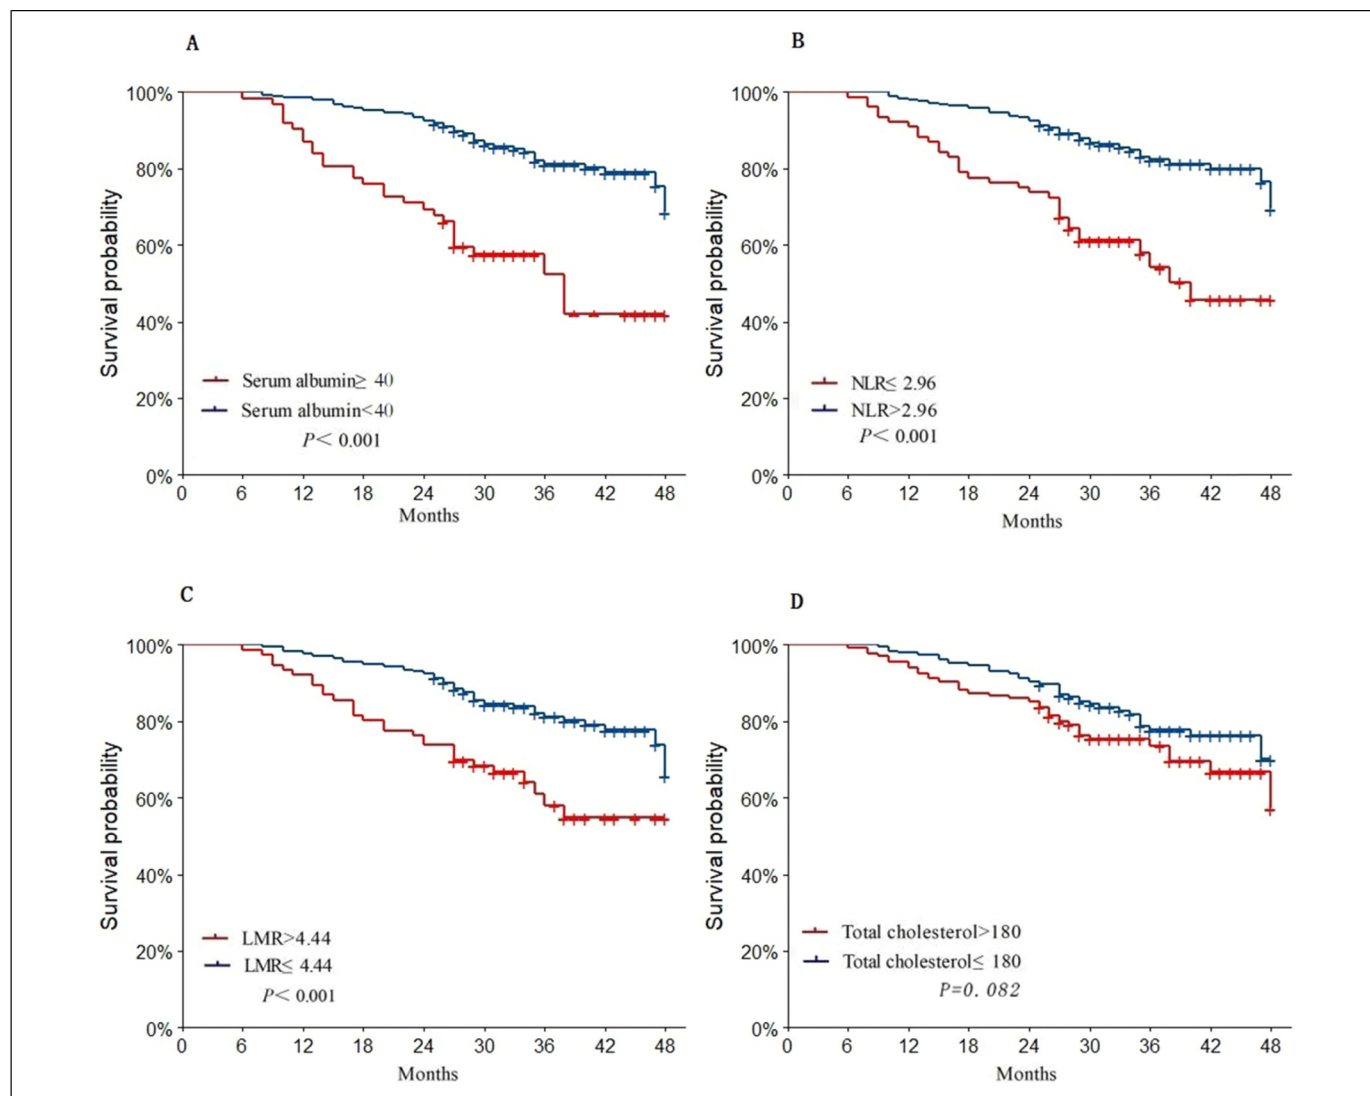 A
Survival probability
100%
80%
60%
40%
20%
0%
Serum albumin≥ 40
Serum albumin<40
P< 0.001
0 6 12 18 24 30 36 42 48
Months
B
Survival probability
100%
80%
60%
40%
20%
0%
NLR≤ 2.96
NLR>2.96
P< 0.001
0 6 12 18 24 30 36 42 48
Months
C
Survival probability
100%
80%
60%
40%
20%
0%
LMR>4.44
LMR≤ 4.44
P< 0.001
0 6 12 18 24 30 36 42 48
Months
D
Survival probability
100%
80%
60%
40%
20%
0%
Total cholesterol>180
Total cholesterol≤ 180
P=0. 082
0 6 12 18 24 30 36 42 48
Months